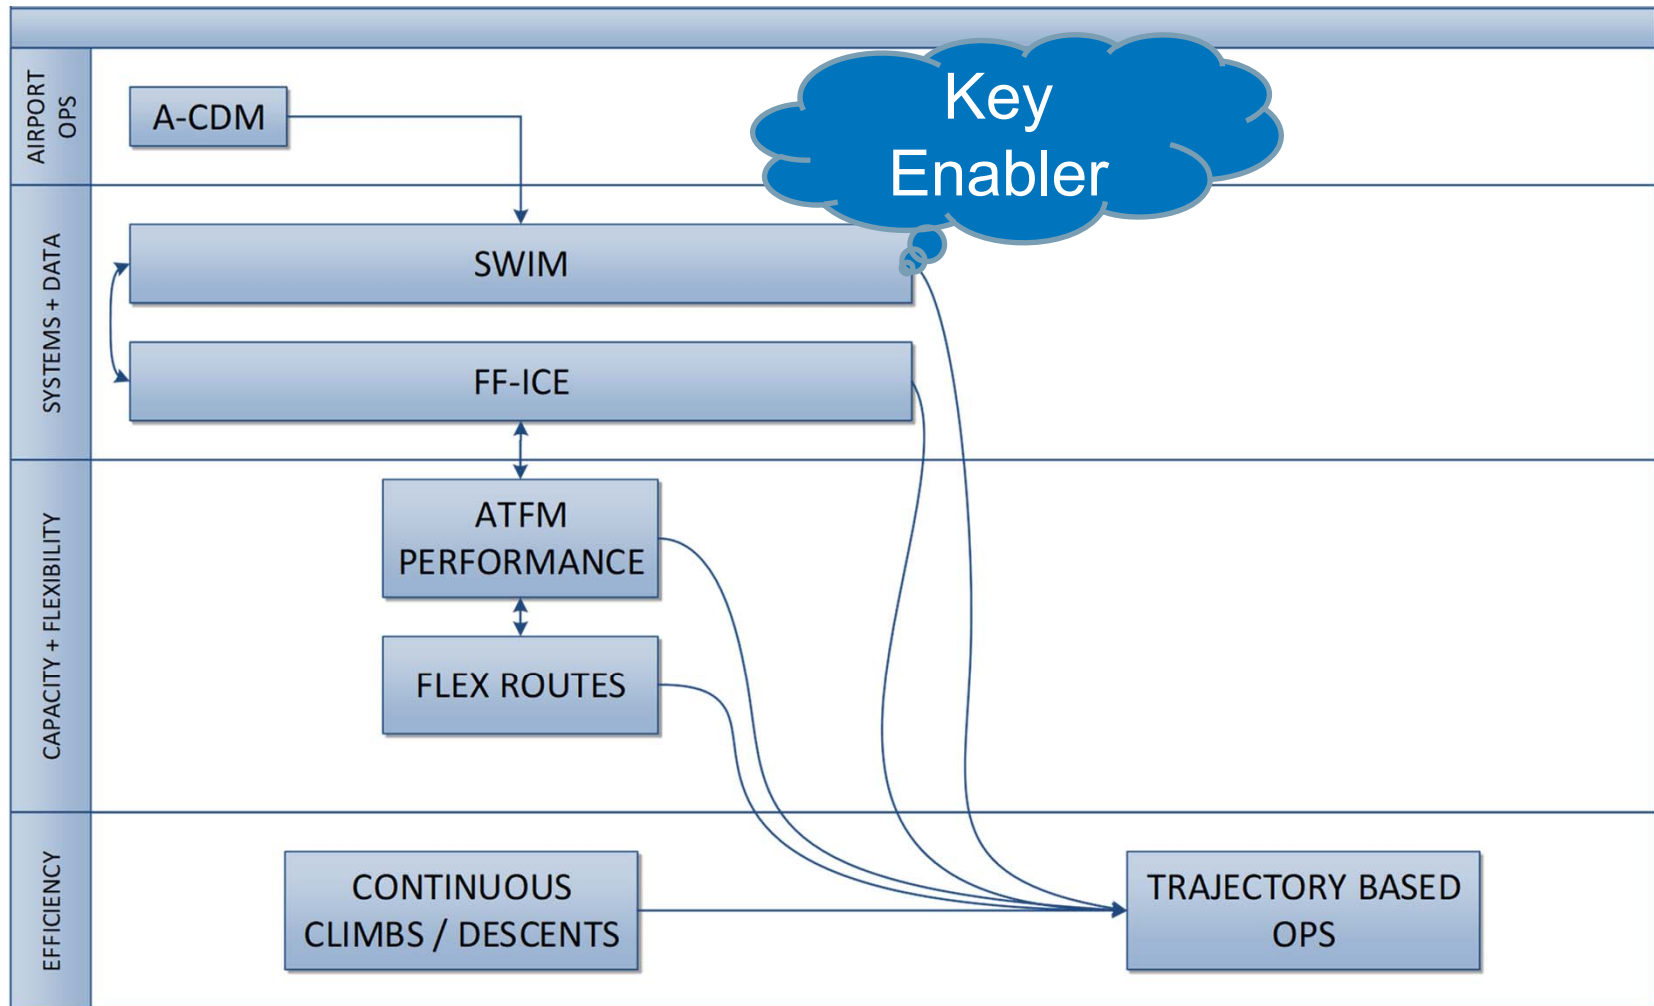 AIRPORT
OPS
A-CDM
Key
Enabler
SYSTEMS + DATA
SWIM
FF-ICE
CAPACITY + FLEXIBILITY
ATFM
PERFORMANCE
FLEX ROUTES
EFFICIENCY
CONTINUOUS
CLIMBS / DESCENTS
TRAJECTORY BASED
OPS